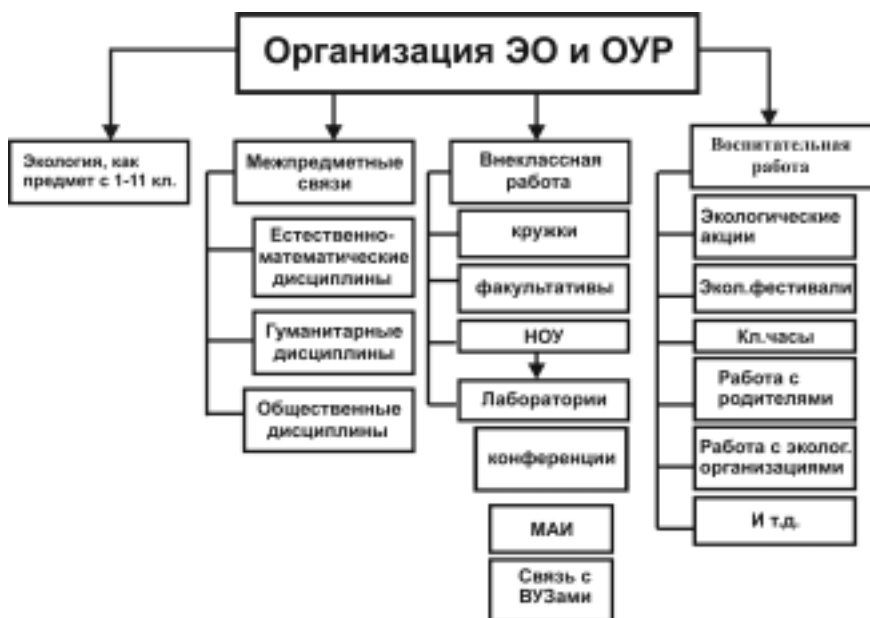 Организация ЭО и ОУР
Экология, как
предмет с 1-11 кл.
Межпредметные
связи
Естественно-
математические
дисциплины
Гуманитарные
дисциплины
Общественные
дисциплины
Внеклассная
работа
кружки
факультативы
НОУ
Лаборатории
конференции
МАИ
Связь с
ВУЗами
Воспитательная
работа
Экологические
акции
Экол.фестивали
Кл.часы
Работа с
родителями
Работа с эколог.
организациями
И т.д.